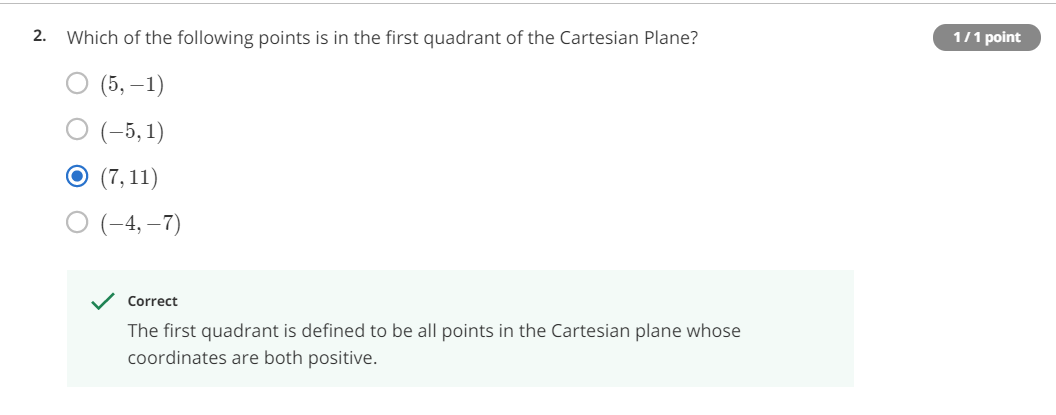 2. Which of the following points is in the first quadrant of the Cartesian Plane?
1 / 1 point
(5, −1)
(−5, 1)
(7, 11)
(−4, −7)
Correct
The first quadrant is defined to be all points in the Cartesian plane whose
coordinates are both positive.